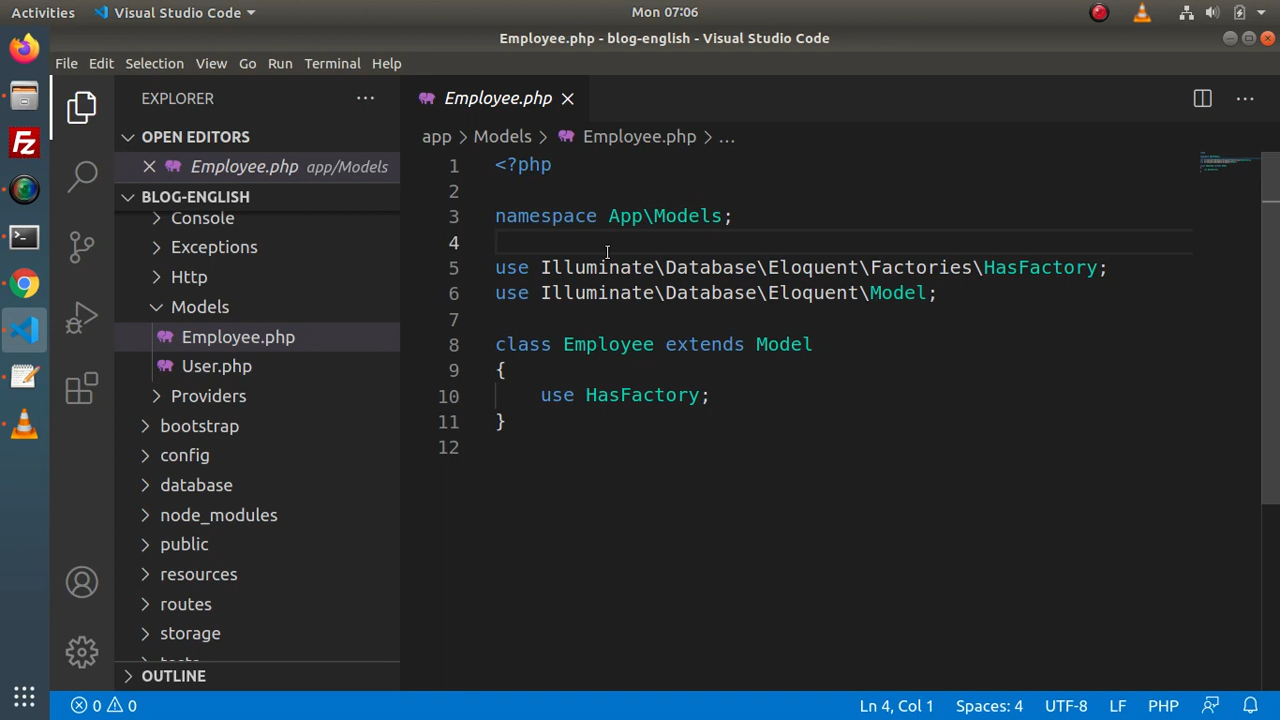 Activities
Visual Studio Code
Mon 07:06
Employee.php - blog-english - Visual Studio Code
File Edit Selection View Go Run Terminal Help
EXPLORER
OPEN EDITORS
Employee.php app/Models
BLOG-ENGLISH
Console
Exceptions
Http
Models
Employee.php
User.php
Providers
bootstrap
config
database
node_modules
public
resources
routes
storage
OUTLINE
Employee.php
app > Models > Employee.php > ...
1 <?php
2
3 namespace App\Models;
4
5 use Illuminate\Database\Eloquent\Factories\HasFactory;
6 use Illuminate\Database\Eloquent\Model;
7
8 class Employee extends Model
9 {
10 use HasFactory;
11 }
12
0 0
Ln 4, Col 1 Spaces: 4 UTF-8 LF PHP